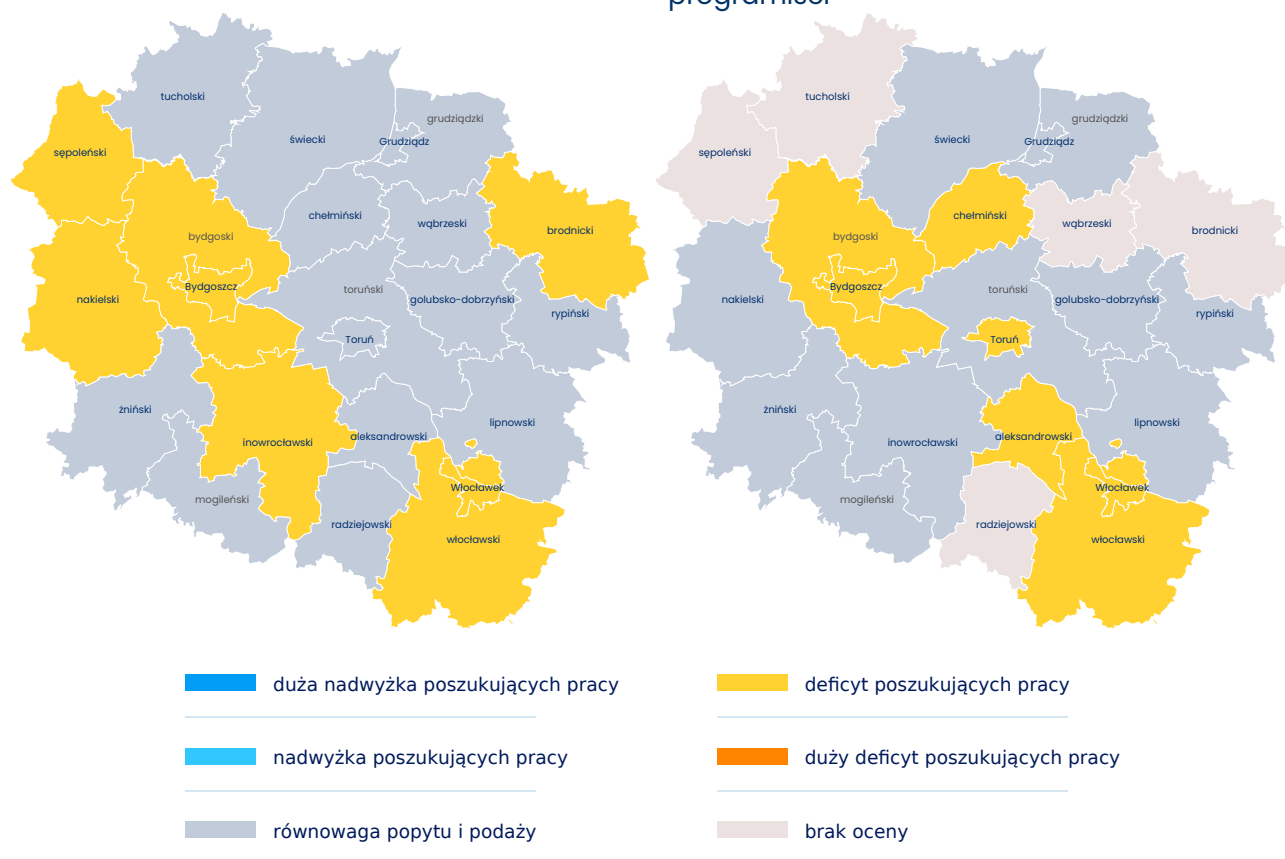 programiści
tucholski
świecki
grudziądzki
Grudziądz
sępoleński
chełmiński
wąbrzeski
brodnicki
bydgoski
Bydgoszcz
nakielski
toruński
golubsko-dobrzyński
rypiński
Toruń
żniński
inowrocławski
aleksandrowski
lipnowski
mogileński
radziejowski
Włocławek
włocławski
tucholski
świecki
grudziądzki
Grudziądz
sępoleński
chełmiński
wąbrzeski
brodnicki
bydgoski
Bydgoszcz
nakielski
toruński
golubsko-dobrzyński
rypiński
Toruń
żniński
inowrocławski
aleksandrowski
lipnowski
mogileński
radziejowski
Włocławek
włocławski
duża nadwyżka poszukujących pracy
nadwyżka poszukujących pracy
równowaga popytu i podaży
deficyt poszukujących pracy
duży deficyt poszukujących pracy
brak oceny